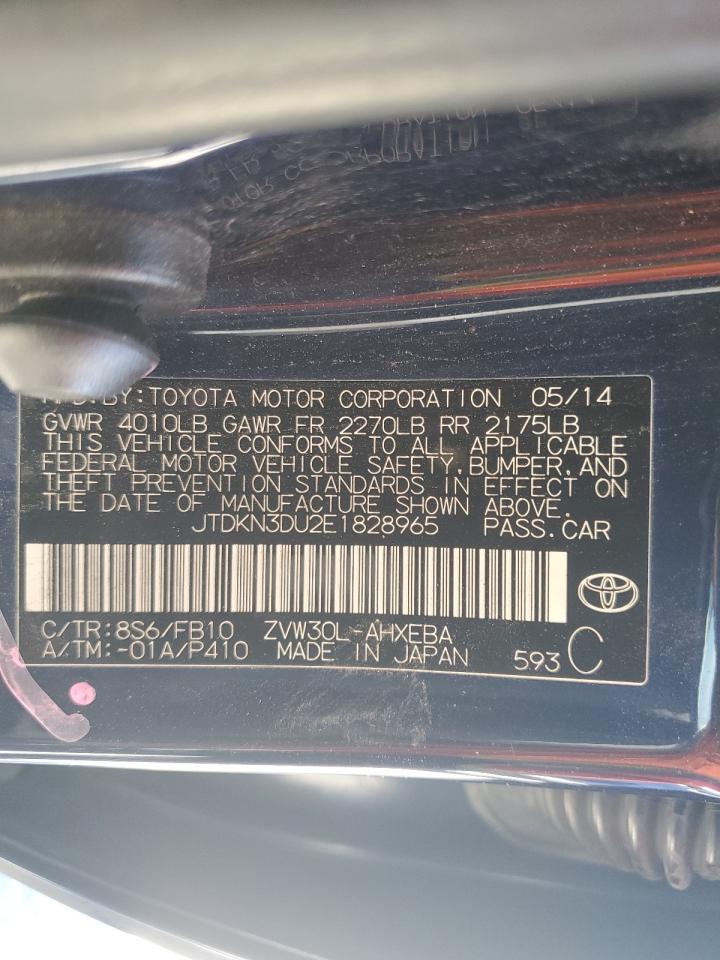 BY:TOYOTA MOTOR CORPORATION 05/14
GVWR 4010LB GAWR FR 2270LB RR 2175LB
THIS VEHICLE CONFORMS TO ALL APPLICABLE
FEDERAL MOTOR VEHICLE SAFETY, BUMPER, AND
THEFT PREVENTION STANDARDS IN EFFECT ON
THE DATE OF MANUFACTURE SHOWN ABOVE.
JTDKN3DU2E1828965 PASS.CAR
C/TR:8S6/FB10 ZVW30L-AHXEBA
A/TM:-01A/P410 MADE IN JAPAN 593 C